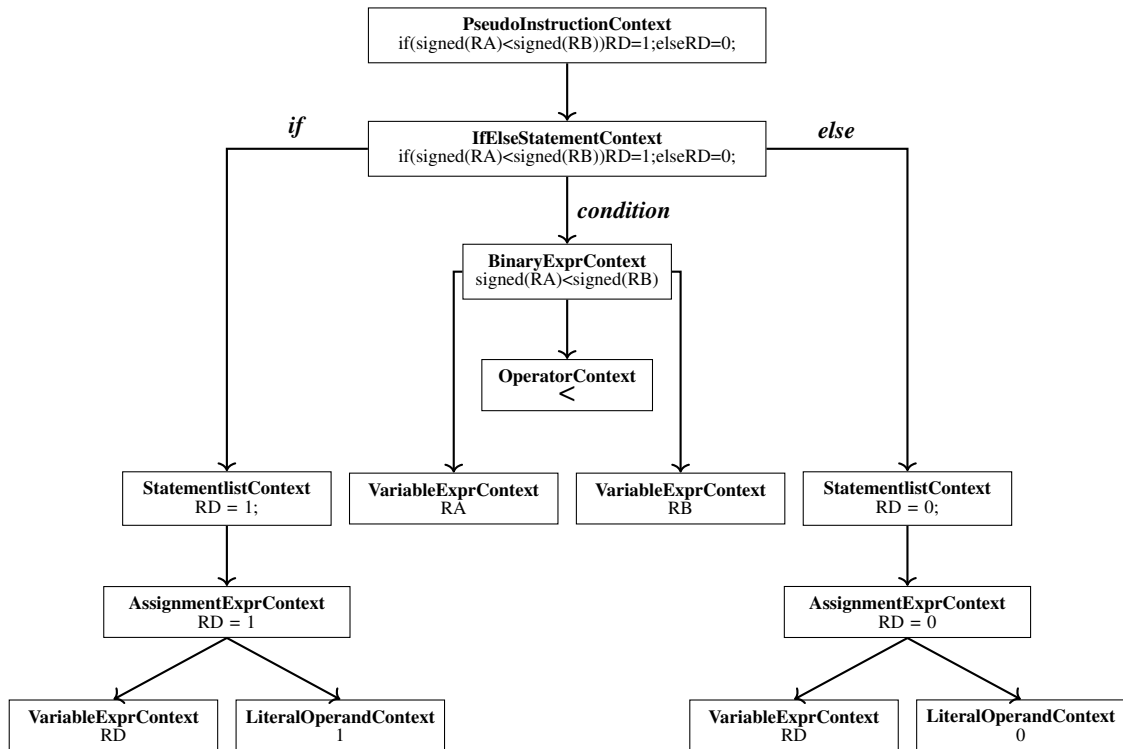 PseudoInstructionContext
if(signed(RA)<signed(RB))RD=1;elseRD=0;
if
else
IfElseStatementContext
if(signed(RA)<signed(RB))RD=1;elseRD=0;
condition
BinaryExprContext
signed(RA)<signed(RB)
OperatorContext
<
StatementlistContext
RD = 1;
VariableExprContext
RA
VariableExprContext
RB
StatementlistContext
RD = 0;
AssignmentExprContext
RD = 1
AssignmentExprContext
RD = 0
VariableExprContext
RD
LiteralOperandContext
1
VariableExprContext
RD
LiteralOperandContext
0